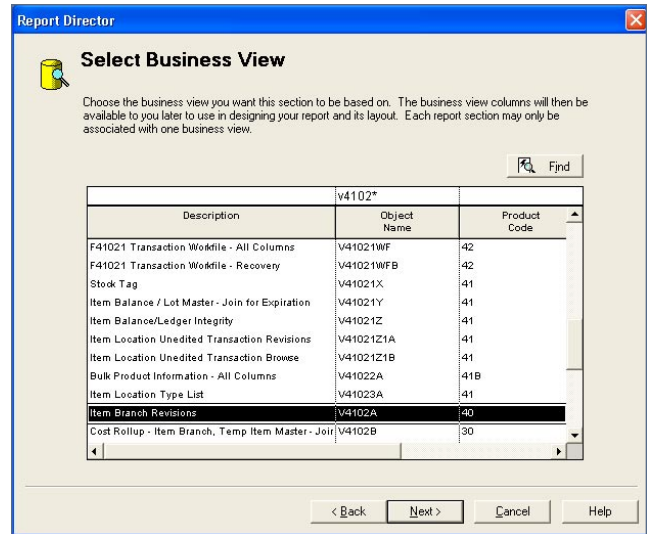 Report Director
Select Business View
Choose the business view you want this section to be based on. The business view columns will then be
available to you later to use in designing your report and its layout. Each report section may only be
associated with one business view.
Find
v4102*
Description Object Name Product Code
F41021 Transaction Workfile - All Columns V41021WF 42
F41021 Transaction Workfile - Recovery V41021WFB 42
Stock Tag V41021X 41
Item Balance / Lot Master - Join for Expiration V41021Y 41
Item Balance/Ledger Integrity V41021Z 41
Item Location Unedited Transaction Revisions V41021Z1A 41
Item Location Unedited Transaction Browse V41021Z1B 41
Bulk Product Information - All Columns V41022A 41B
Item Location Type List V41023A 41
Item Branch Revisions V4102A 40
Cost Rollup - Item Branch, Temp Item Master - Joir V4102B 30
< Back Next > Cancel Help